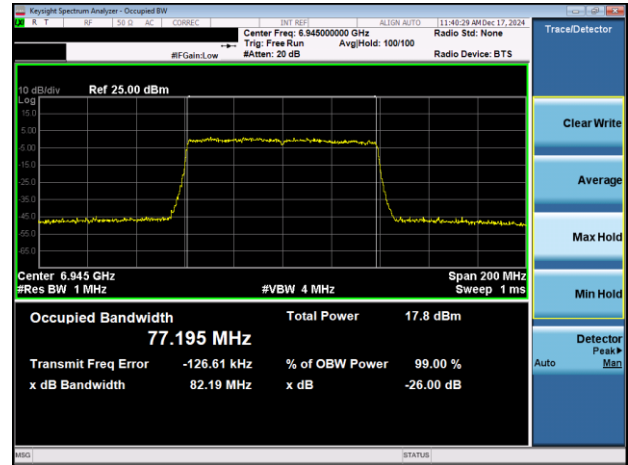 Keysight Spectrum Analyzer - Occupied BW
R T RF 50 Ω AC CORREC INT REF ALIGN AUTO 11:40:29 AM Dec 17, 2024
Center Freq: 6.945000000 GHz Radio Std: None
Trig: Free Run Avg|Hold: 100/100
#IFGain:Low #Atten: 20 dB Radio Device: BTS
Trace/Detector
10 dB/div Ref 25.00 dBm
Log
15.0
5.00
-5.00
-15.0
-25.0
-35.0
-45.0
-55.0
-65.0
Center 6.945 GHz Span 200 MHz
#Res BW 1 MHz #VBW 4 MHz Sweep 1 ms
Occupied Bandwidth Total Power 17.8 dBm
77.195 MHz
Transmit Freq Error -126.61 kHz % of OBW Power 99.00 %
x dB Bandwidth 82.19 MHz x dB -26.00 dB
Clear Write
Average
Max Hold
Min Hold
Detector
Peak▶
Auto Man
MSG STATUS